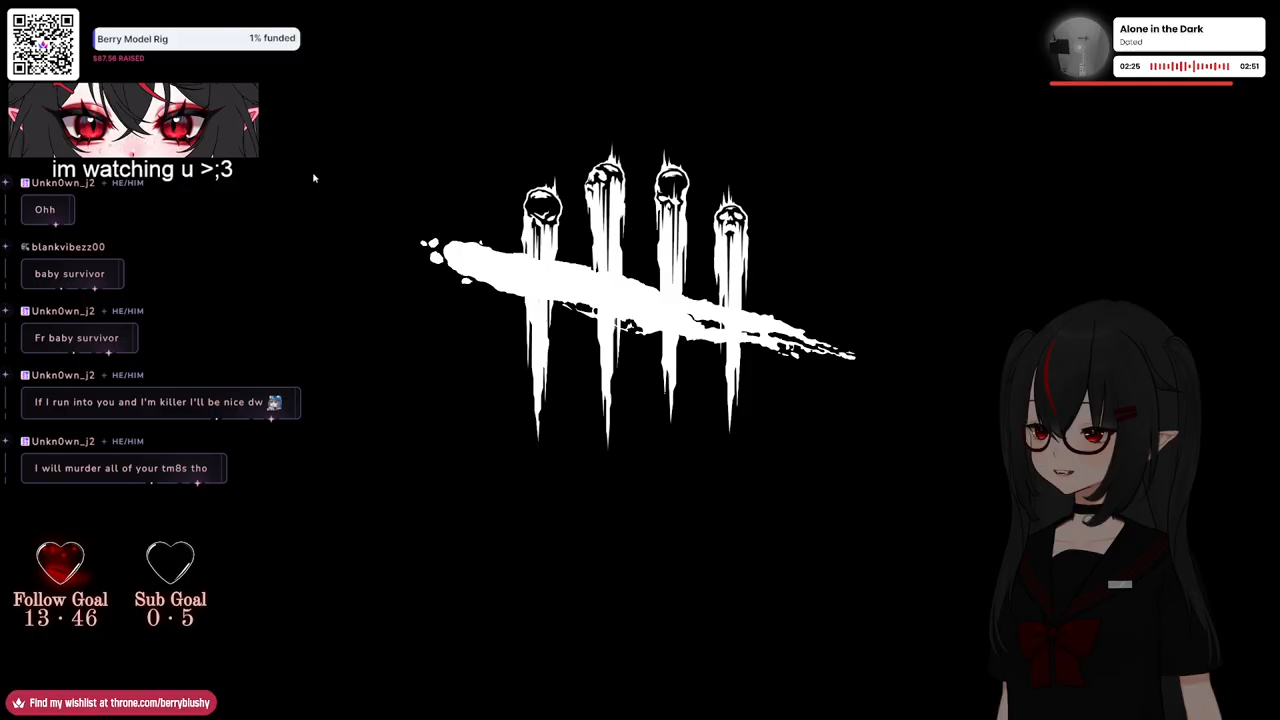 Berry Model Rig
1% funded
$87.56 RAISED
Alone in the Dark
Dated
02:25
02:51
im watching u >;3
Unkn0wn_j2 + HE/HIM
Ohh
blankvibezz00
baby survivor
Unkn0wn_j2 + HE/HIM
Fr baby survivor
Unkn0wn_j2 + HE/HIM
If I run into you and I'm killer I'll be nice dw
Unkn0wn_j2 + HE/HIM
I will murder all of your tm8s tho
Follow Goal
13 · 46
Sub Goal
0 · 5
Find my wishlist at throne.com/berryblushy